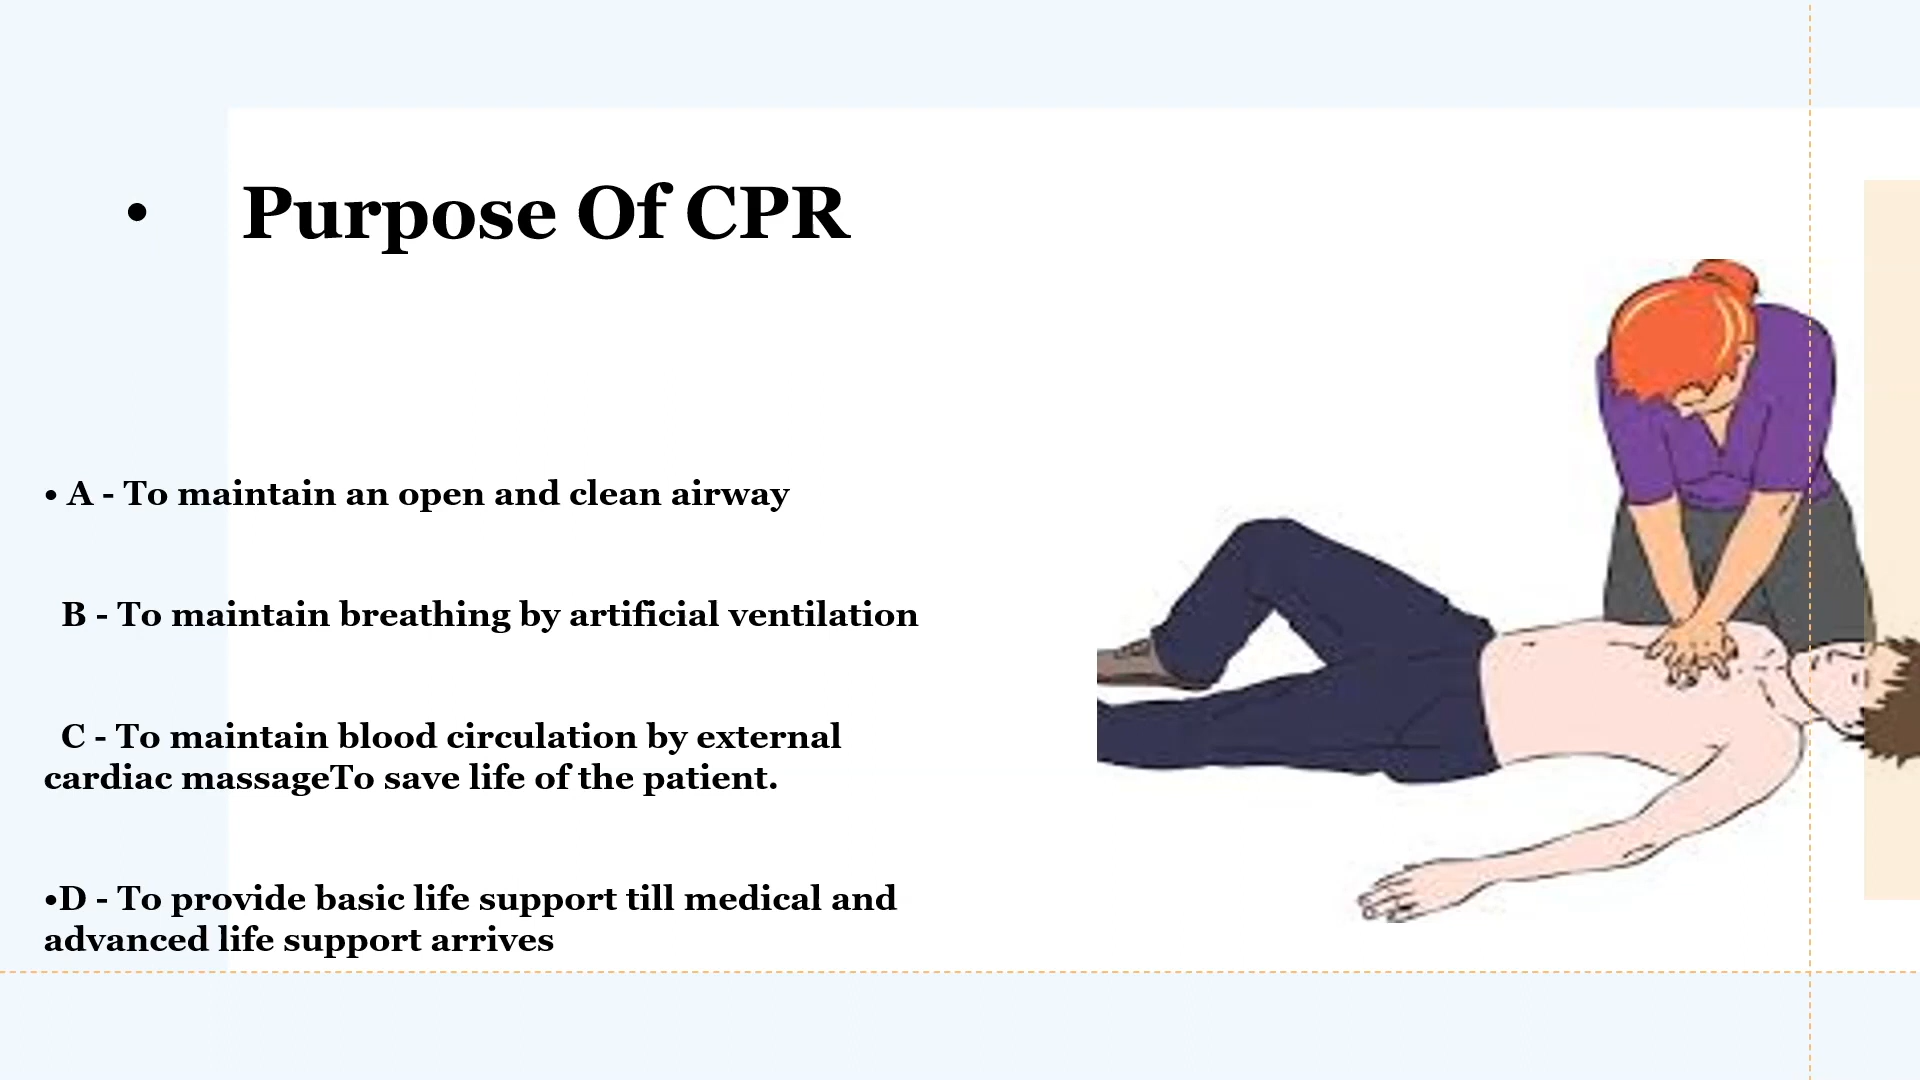 • Purpose Of CPR
• A - To maintain an open and clean airway
B - To maintain breathing by artificial ventilation
C - To maintain blood circulation by external
cardiac massageTo save life of the patient.
•D - To provide basic life support till medical and
advanced life support arrives